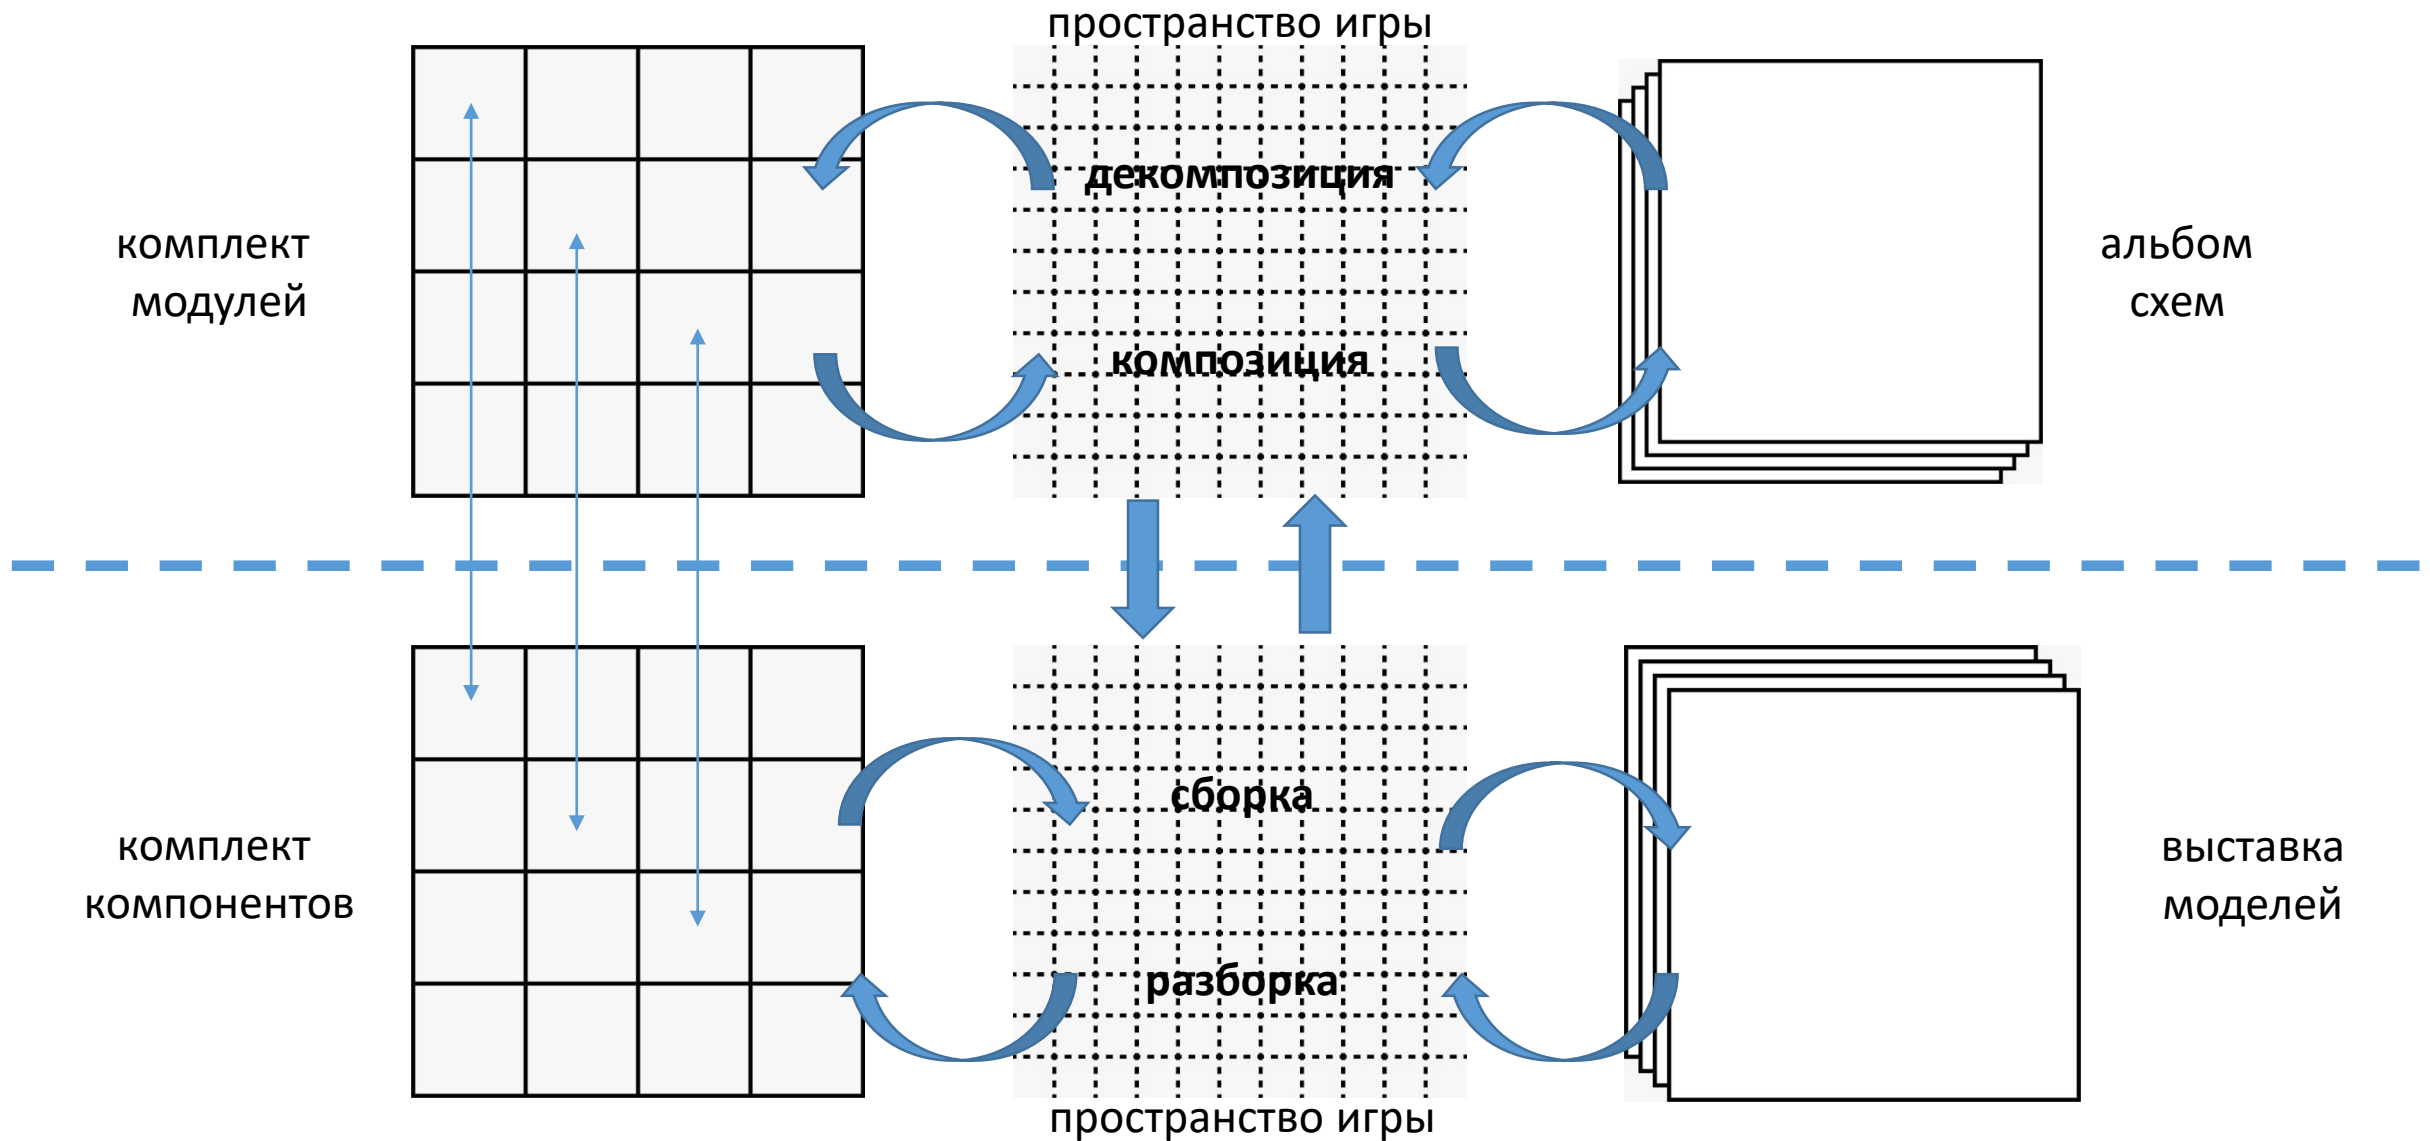 пространство игры
декомпозиция
комплект
модулей
альбом
схем
композиция
сборка
комплект
компонентов
выставка
моделей
разборка
пространство игры